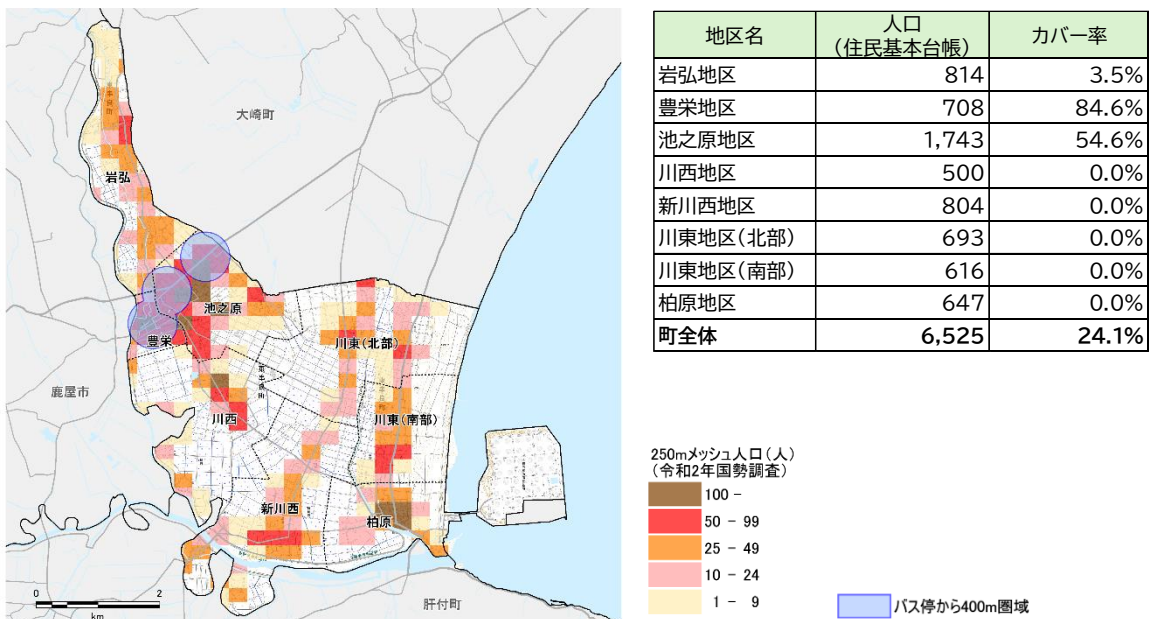 大崎町
岩弘
池之原
豊栄
川東(北部)
鹿屋市
東串良町
川西
川東(南部)
新川西
柏原
肝付町
0 2
km
地区名 人口(住民基本台帳) カバー率
岩弘地区 814 3.5%
豊栄地区 708 84.6%
池之原地区 1,743 54.6%
川西地区 500 0.0%
新川西地区 804 0.0%
川東地区(北部) 693 0.0%
川東地区(南部) 616 0.0%
柏原地区 647 0.0%
町全体 6,525 24.1%
250mメッシュ人口(人)
(令和2年国勢調査)
100 -
50 - 99
25 - 49
10 - 24
1 - 9
バス停から400m圏域